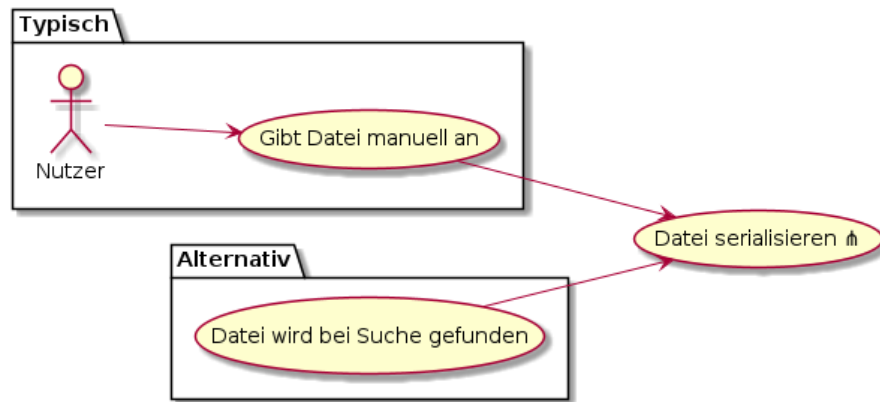 Typisch
Nutzer
Gibt Datei manuell an
Datei serialisieren ⋔
Alternativ
Datei wird bei Suche gefunden